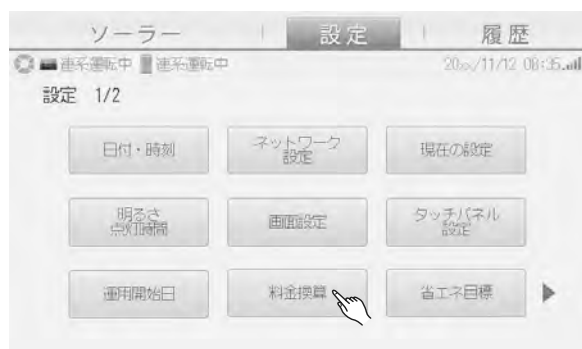 ソーラー 設定 履歴
連系運転中 連系運転中 20XX/11/12 08:35
設定 1/2
日付・時刻 ネットワーク設定 現在の設定
明るさ点灯時間 画面設定 タッチパネル設定
運用開始日 料金換算 省エネ目標